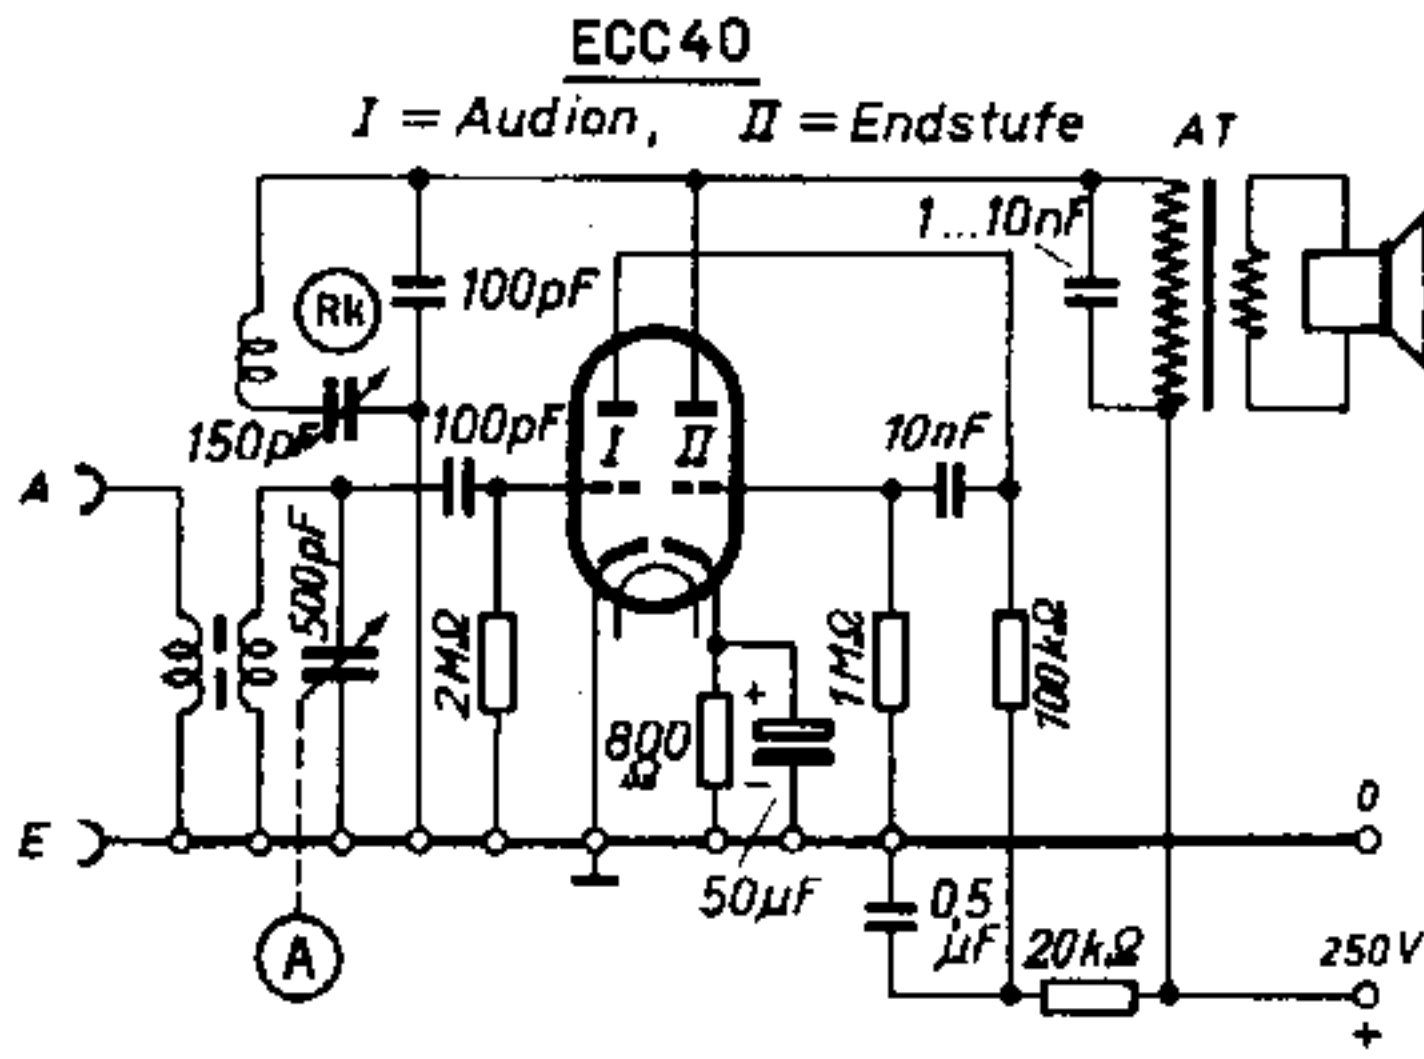 ECC40
I = Audion, II = Endstufe
AT
1...10nF
Rk
100pF
150pF
100pF
I
II
10nF
A
500pF
2MΩ
1MΩ
100kΩ
+
800
Ω
−
E
0
50µF
0,5
µF
20kΩ
250V
A
+